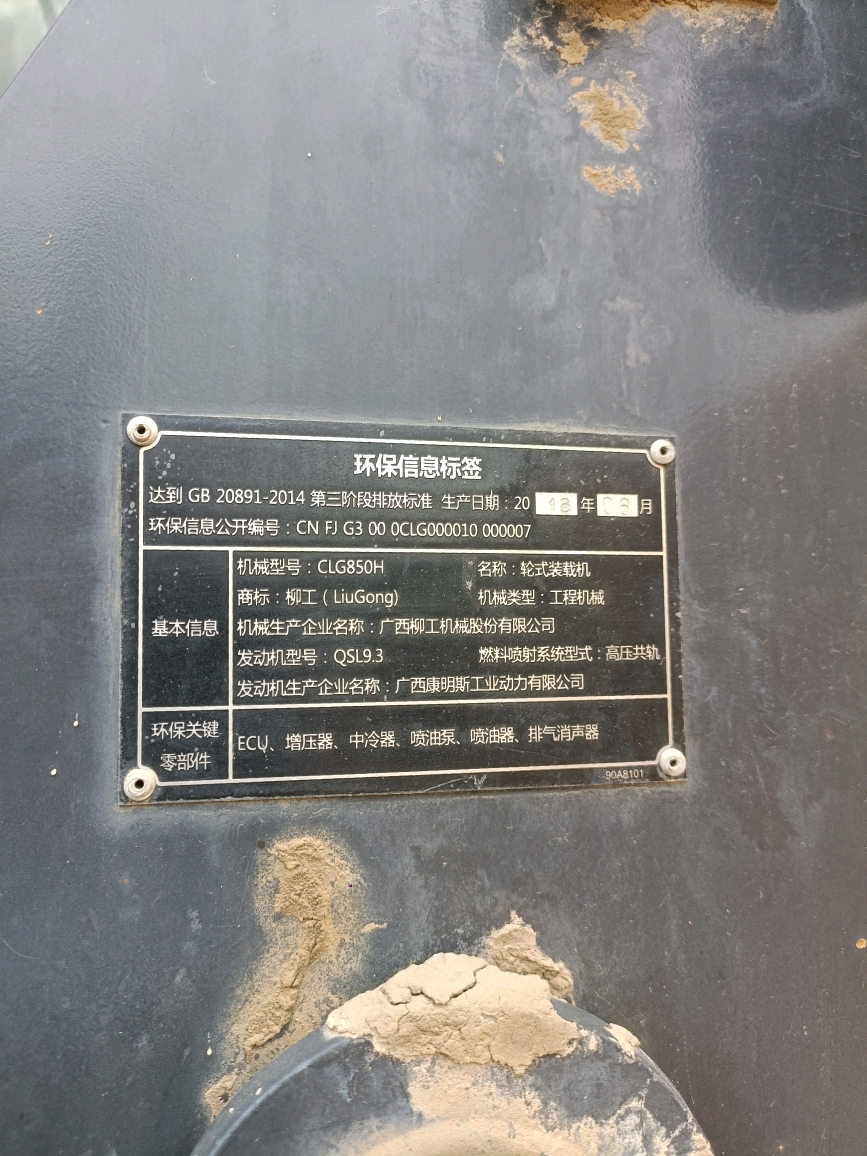 环保信息标签
达到 GB 20891-2014 第三阶段排放标准 生产日期：20 18 年 08 月
环保信息公开编号：CN FJ G3 00 0CLG000010 000007
基本信息
机械型号：CLG850H 名称：轮式装载机
商标：柳工（LiuGong） 机械类型：工程机械
机械生产企业名称：广西柳工机械股份有限公司
发动机型号：QSL9.3 燃料喷射系统型式：高压共轨
发动机生产企业名称：广西康明斯工业动力有限公司
环保关键
零部件
ECU、增压器、中冷器、喷油泵、喷油器、排气消声器
90A8101